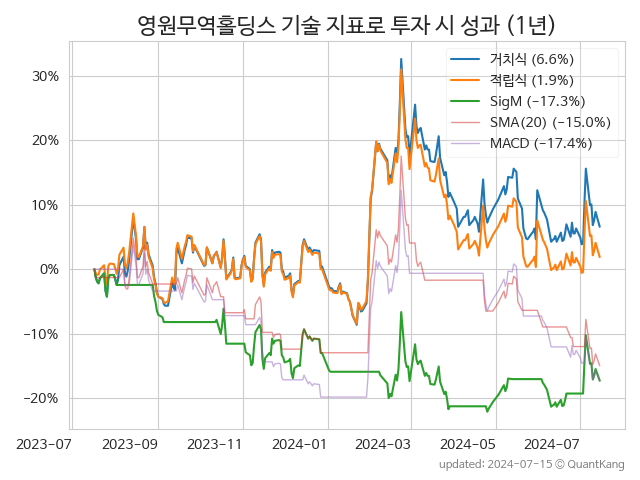 영원무역홀딩스 기술 지표로 투자 시 성과 (1년)
거치식 (6.6%)
적립식 (1.9%)
SigM (−17.3%)
SMA(20) (−15.0%)
MACD (−17.4%)
30%
20%
10%
0%
−10%
−20%
2023-07
2023-09
2023-11
2024-01
2024-03
2024-05
2024-07
updated: 2024-07-15 © QuantKang